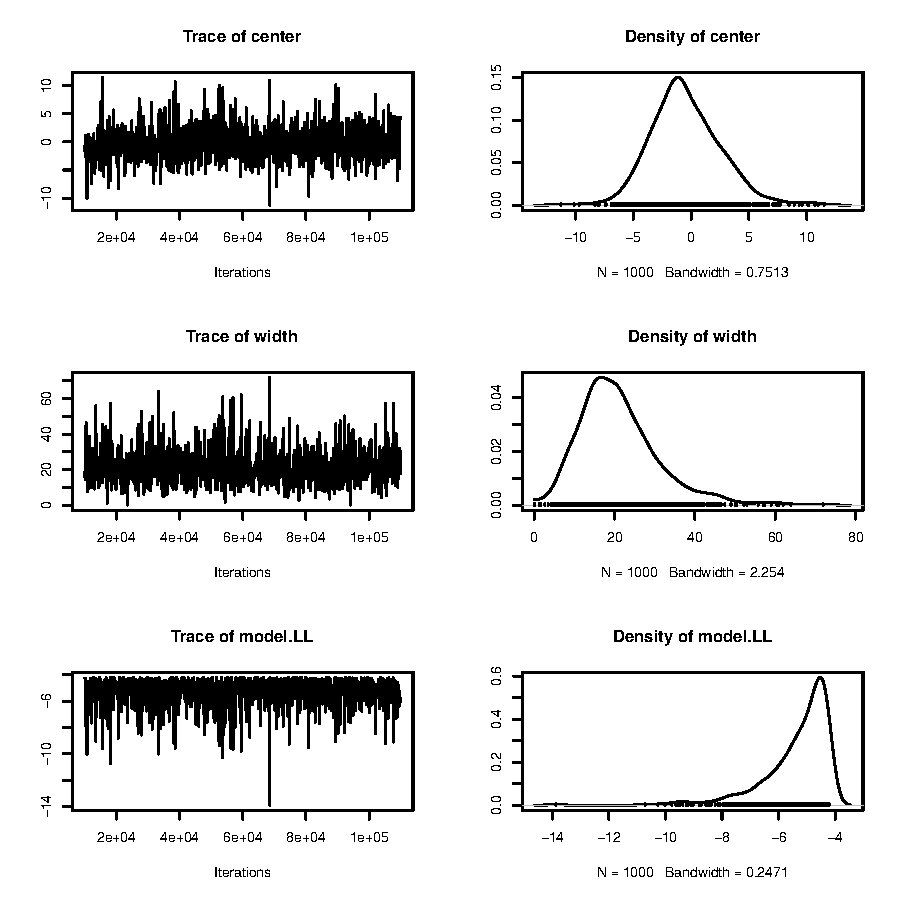 Trace of center
Density of center
10
5
0
−10
2e+04 4e+04 6e+04 8e+04 1e+05
Iterations
0.15
0.10
0.05
0.00
−10 −5 0 5 10
N = 1000 Bandwidth = 0.7513
Trace of width
Density of width
60
40
20
0
2e+04 4e+04 6e+04 8e+04 1e+05
Iterations
0.04
0.02
0.00
0 20 40 60 80
N = 1000 Bandwidth = 2.254
Trace of model.LL
Density of model.LL
−6
−10
−14
2e+04 4e+04 6e+04 8e+04 1e+05
Iterations
0.6
0.4
0.2
0.0
−14 −12 −10 −8 −6 −4
N = 1000 Bandwidth = 0.2471